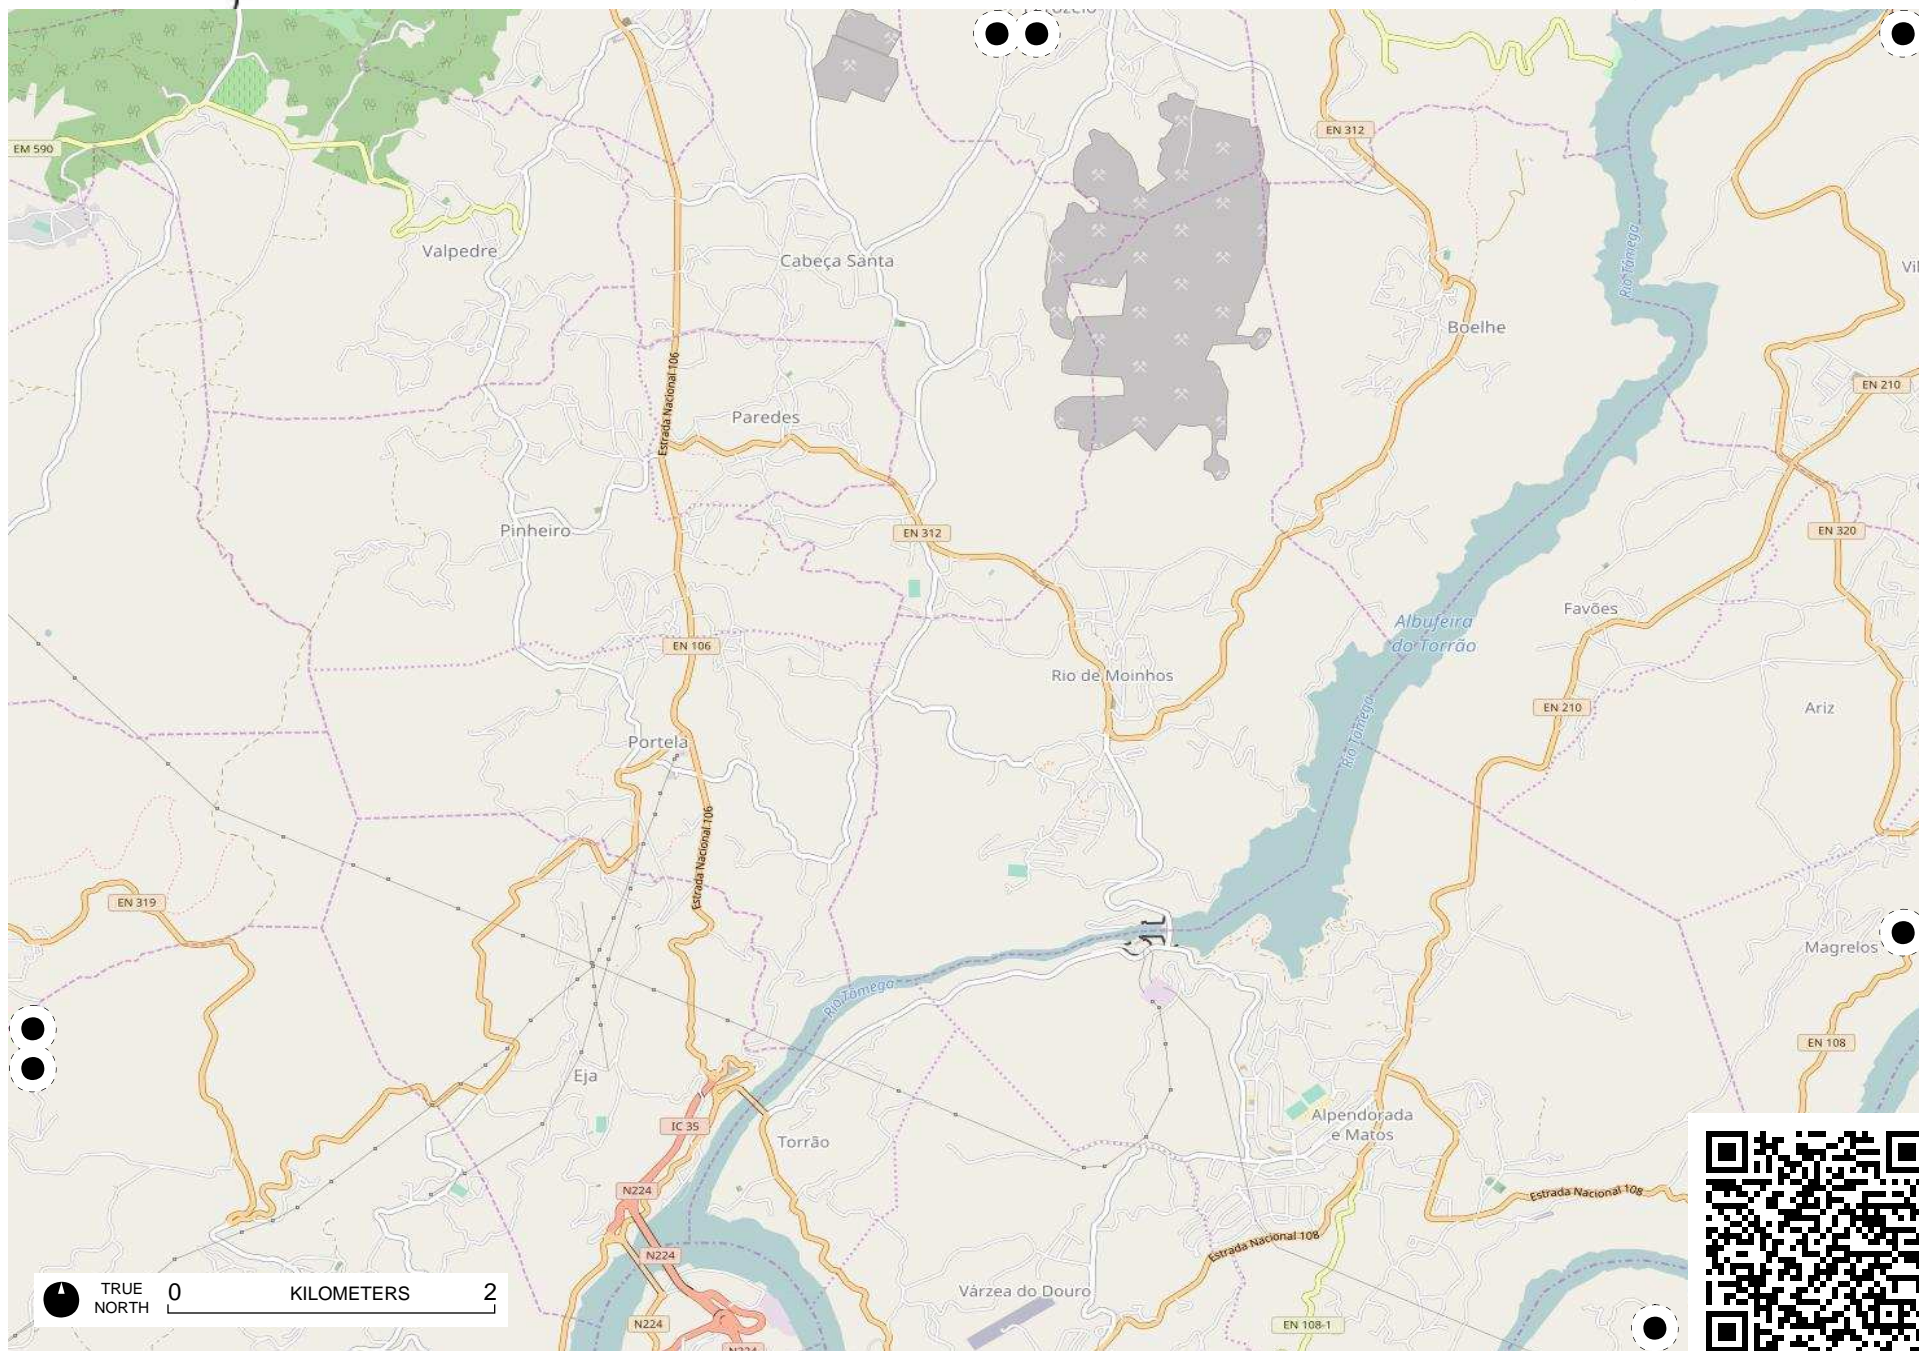 EN 312
EM 590
Valpedre
Cabeça Santa
Rio Tâmega
Boelhe
Estrada Nacional 106
EN 210
Paredes
Pinheiro
EN 312
EN 320
Favões
Albufeira
do Torrão
EN 106
Rio de Moinhos
EN 210
Ariz
Rio Tâmega
Portela
Estrada Nacional 106
EN 319
Magrelos
Rio Tâmega
EN 108
Eja
IC 35
Torrão
Alpendorada
e Matos
N224
Estrada Nacional 108
Estrada Nacional 108
N224
Várzea do Douro
TRUE
NORTH
0 KILOMETERS 2
N224
EN 108-1